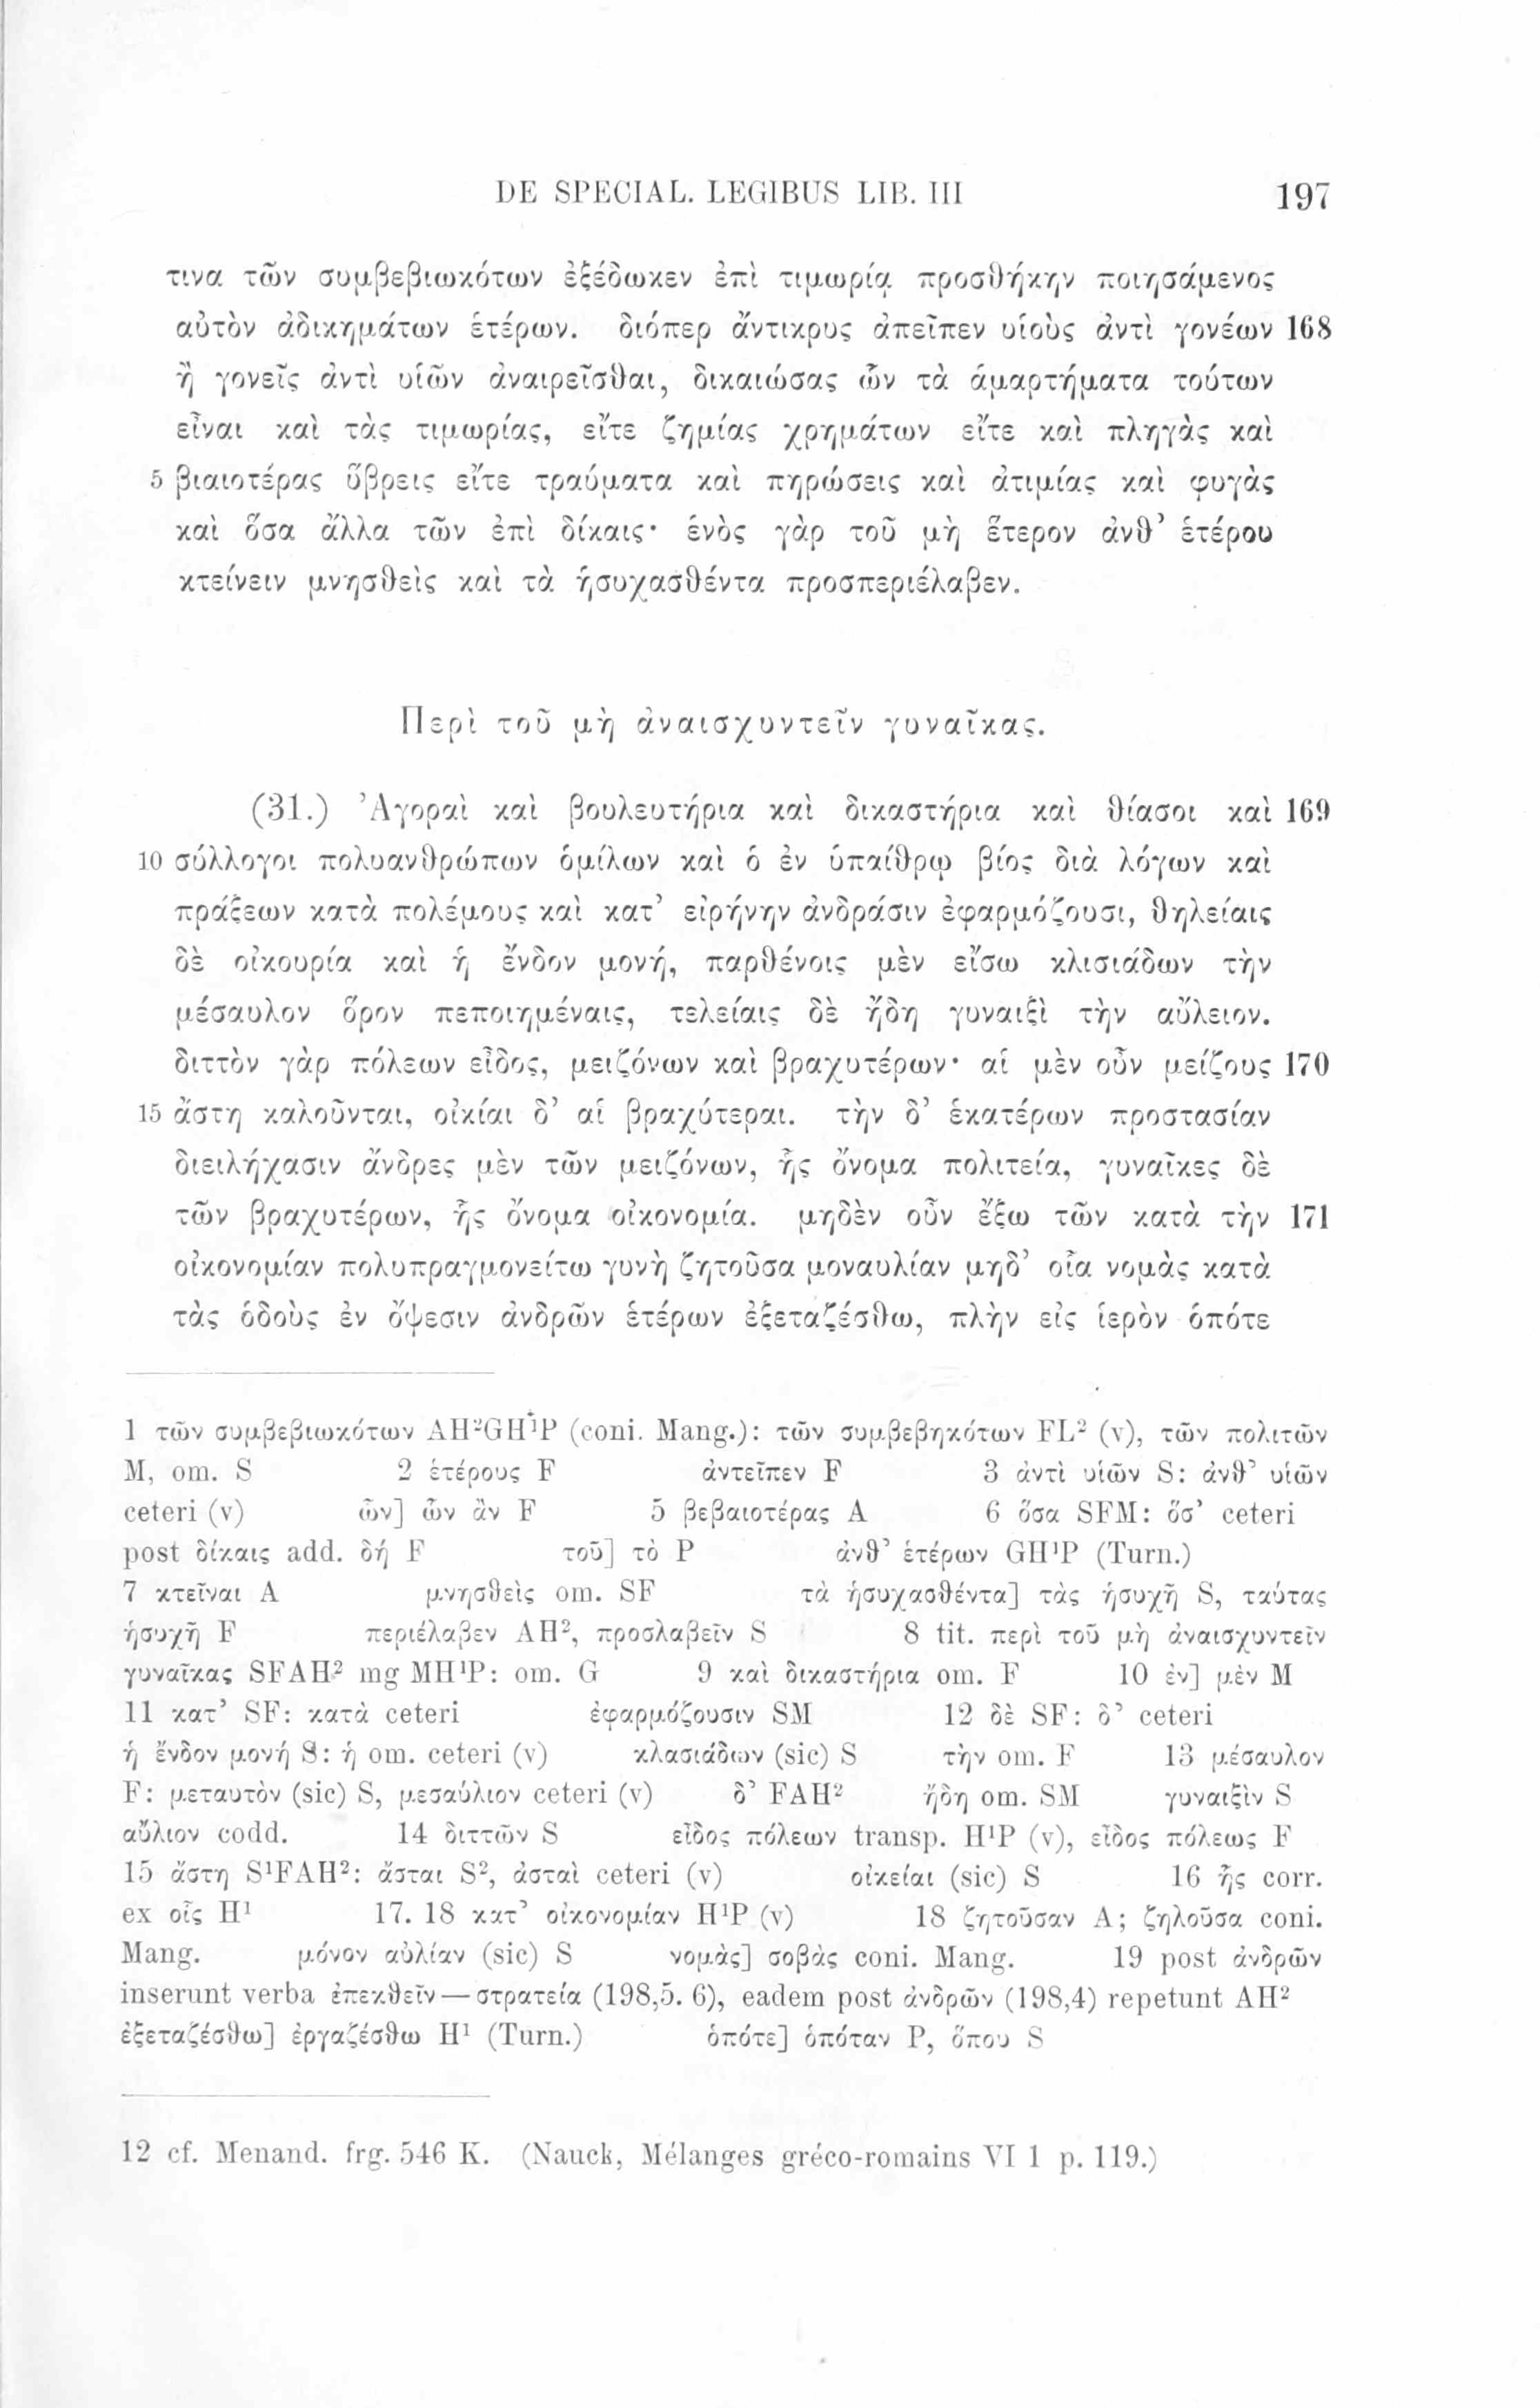 DE SPECIAL. LEGIBUS LIB. III 197
τινα τῶν συμβεβιωκότων ἐξέδωκεν ἐπὶ τιμωρίᾳ προσθήκην ποιησάμενος
αὐτὸν ἀδικημάτων ἑτέρων. διόπερ ἄντικρυς ἀπεῖπεν υἱοὺς ἀντὶ γονέων 168
ἢ γονεῖς ἀντὶ υἱῶν ἀναιρεῖσθαι, δικαιώσας ὧν τὰ ἁμαρτήματα τούτων
εἶναι καὶ τὰς τιμωρίας, εἴτε ζημίας χρημάτων εἴτε καὶ πληγὰς καὶ
5 βιαιοτέρας ὕβρεις εἴτε τραύματα καὶ πηρώσεις καὶ ἀτιμίας καὶ φυγὰς
καὶ ὅσα ἄλλα τῶν ἐπὶ δίκαις· ἑνὸς γὰρ τοῦ μὴ ἕτερον ἀνθ’ ἑτέρου
κτείνειν μνησθεὶς καὶ τὰ ἡσυχασθέντα προσπεριέλαβεν.
Περὶ τοῦ μὴ ἀναισχυντεῖν γυναῖκας.
(31.) Ἀγοραὶ καὶ βουλευτήρια καὶ δικαστήρια καὶ θίασοι καὶ 169
10 σύλλογοι πολυανθρώπων ὁμίλων καὶ ὁ ἐν ὑπαίθρῳ βίος διὰ λόγων καὶ
πράξεων κατὰ πολέμους καὶ κατ’ εἰρήνην ἀνδράσιν ἐφαρμόζουσι, θηλείαις
δὲ οἰκουρία καὶ ἡ ἔνδον μονή, παρθένοις μὲν εἴσω κλισιάδων τὴν
μέσαυλον ὅρον πεποιημέναις, τελείαις δὲ ἤδη γυναιξὶ τὴν αὔλειον.
διττὸν γὰρ πόλεων εἶδος, μειζόνων καὶ βραχυτέρων· αἱ μὲν οὖν μείζους 170
15 ἄστη καλοῦνται, οἰκίαι δ’ αἱ βραχύτεραι. τὴν δ’ ἑκατέρων προστασίαν
διειλήχασιν ἄνδρες μὲν τῶν μειζόνων, ἧς ὄνομα πολιτεία, γυναῖκες δὲ
τῶν βραχυτέρων, ἧς ὄνομα οἰκονομία. μηδὲν οὖν ἔξω τῶν κατὰ τὴν 171
οἰκονομίαν πολυπραγμονείτω γυνὴ ζητοῦσα μοναυλίαν μηδ’ οἷα νομὰς κατὰ
τὰς ὁδοὺς ἐν ὄψεσιν ἀνδρῶν ἑτέρων ἐξεταζέσθω, πλὴν εἰς ἱερὸν ὁπότε
1 τῶν συμβεβιωκότων AH²GH¹P (coni. Mang.): τῶν συμβεβηκότων FL² (v), τῶν πολιτῶν
M, om. S 2 ἑτέρους F ἀντεῖπεν F 3 ἀντὶ υἱῶν S: ἀνθ’ υἱῶν
ceteri (v) ὧν] ὧν ἂν F 5 βεβαιοτέρας A 6 ὅσα SFM: ὅσ’ ceteri
post δίκαις add. δή F τοῦ] τὸ P ἀνθ’ ἑτέρων GH¹P (Turn.)
7 κτεῖναι A μνησθεὶς om. SF τὰ ἡσυχασθέντα] τὰς ἡσυχῆ S, ταύτας
ἡσυχῆ F περιέλαβεν AH², προσλαβεῖν S 8 tit. περὶ τοῦ μὴ ἀναισχυντεῖν
γυναῖκας SFAH² mg MH¹P: om. G 9 καὶ δικαστήρια om. F 10 ἐν] μὲν M
11 κατ’ SF: κατὰ ceteri ἐφαρμόζουσιν SM 12 δὲ SF: δ’ ceteri
ἡ ἔνδον μονή S: ἡ om. ceteri (v) κλασιάδων (sic) S τὴν om. F 13 μέσαυλον
F: μεταυτὸν (sic) S, μεσαύλιον ceteri (v) δ’ FAH² ἤδη om. SM γυναιξὶν S
αὔλιον codd. 14 διττῶν S εἶδος πόλεων transp. H¹P (v), εἶδος πόλεως F
15 ἄστη S¹FAH²: ἄσται S², ἀσταὶ ceteri (v) οἰκείαι (sic) S 16 ἧς corr.
ex οἷς H¹ 17. 18 κατ’ οἰκονομίαν H¹P (v) 18 ζητοῦσαν A; ζηλοῦσα coni.
Mang. μόνον αὐλίαν (sic) S νομὰς] σοβὰς coni. Mang. 19 post ἀνδρῶν
inserunt verba ἐπεχθεῖν — στρατεία (198,5. 6), eadem post ἀνδρῶν (198,4) repetunt AH²
ἐξεταζέσθω] ἐργαζέσθω H¹ (Turn.) ὁπότε] ὁπόταν P, ὅπου S
12 cf. Menand. frg. 546 K. (Nauck, Mélanges gréco-romains VI 1 p. 119.)